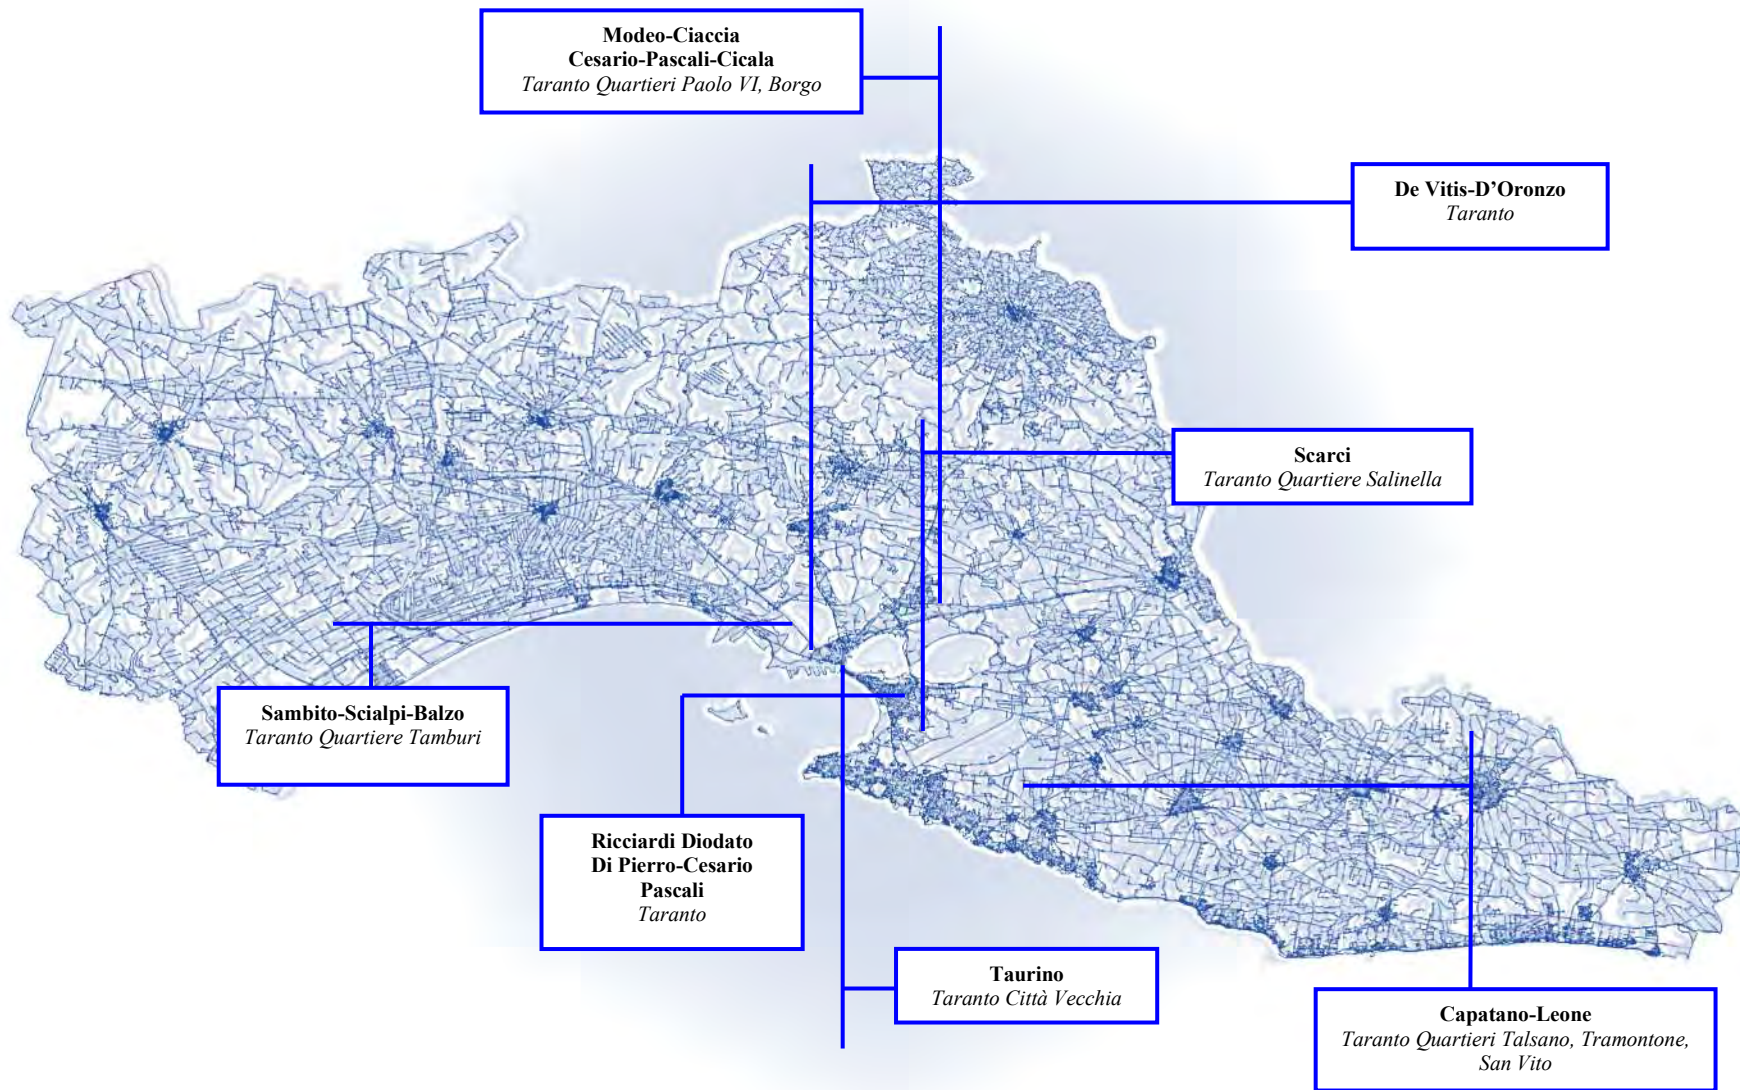 Modeo-Ciaccia
Cesario-Pascali-Cicala
Taranto Quartieri Paolo VI, Borgo
De Vitis-D’Oronzo
Taranto
Scarci
Taranto Quartiere Salinella
Sambito-Scialpi-Balzo
Taranto Quartiere Tamburi
Ricciardi Diodato
Di Pierro-Cesario
Pascali
Taranto
Taurino
Taranto Città Vecchia
Capatano-Leone
Taranto Quartieri Talsano, Tramontone,
San Vito